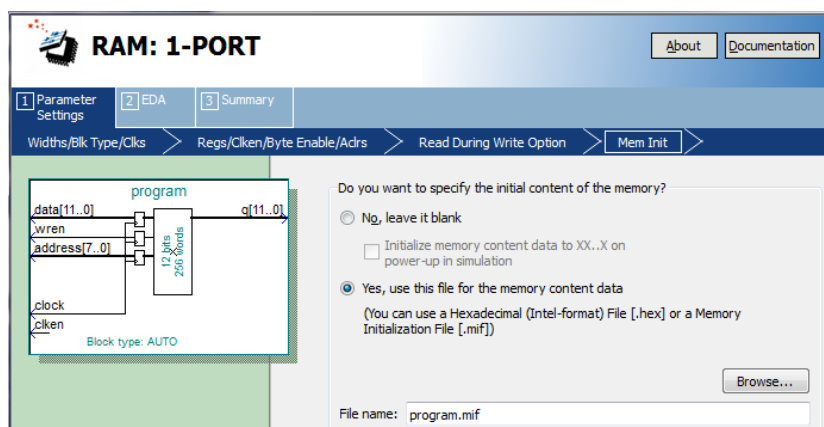 RAM: 1-PORT
About
Documentation
1 Parameter Settings
2 EDA
3 Summary
Widths/Blk Type/Clks
Regs/Clken/Byte Enable/Aclrs
Read During Write Option
Mem Init
program
data[11..0]
q[11..0]
wren
address[7..0]
12 bits
256 Words
clock
clken
Block type: AUTO
Do you want to specify the initial content of the memory?
No, leave it blank
Initialize memory content data to XX..X on
power-up in simulation
Yes, use this file for the memory content data
(You can use a Hexadecimal (Intel-format) File [.hex] or a Memory
Initialization File [.mif])
Browse...
File name: program.mif